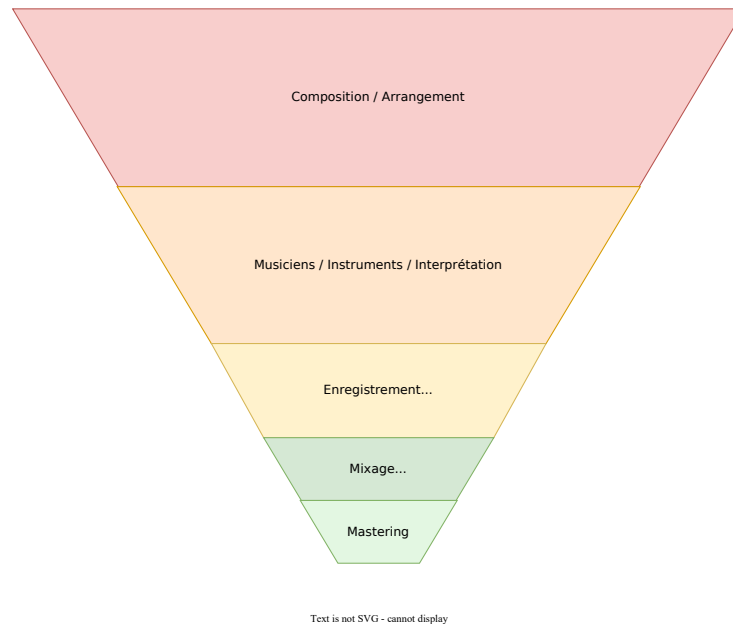 Composition / Arrangement
Musiciens / Instruments / Interprétation
Enregistrement...
Mixage...
Mastering
Text is not SVG - cannot display